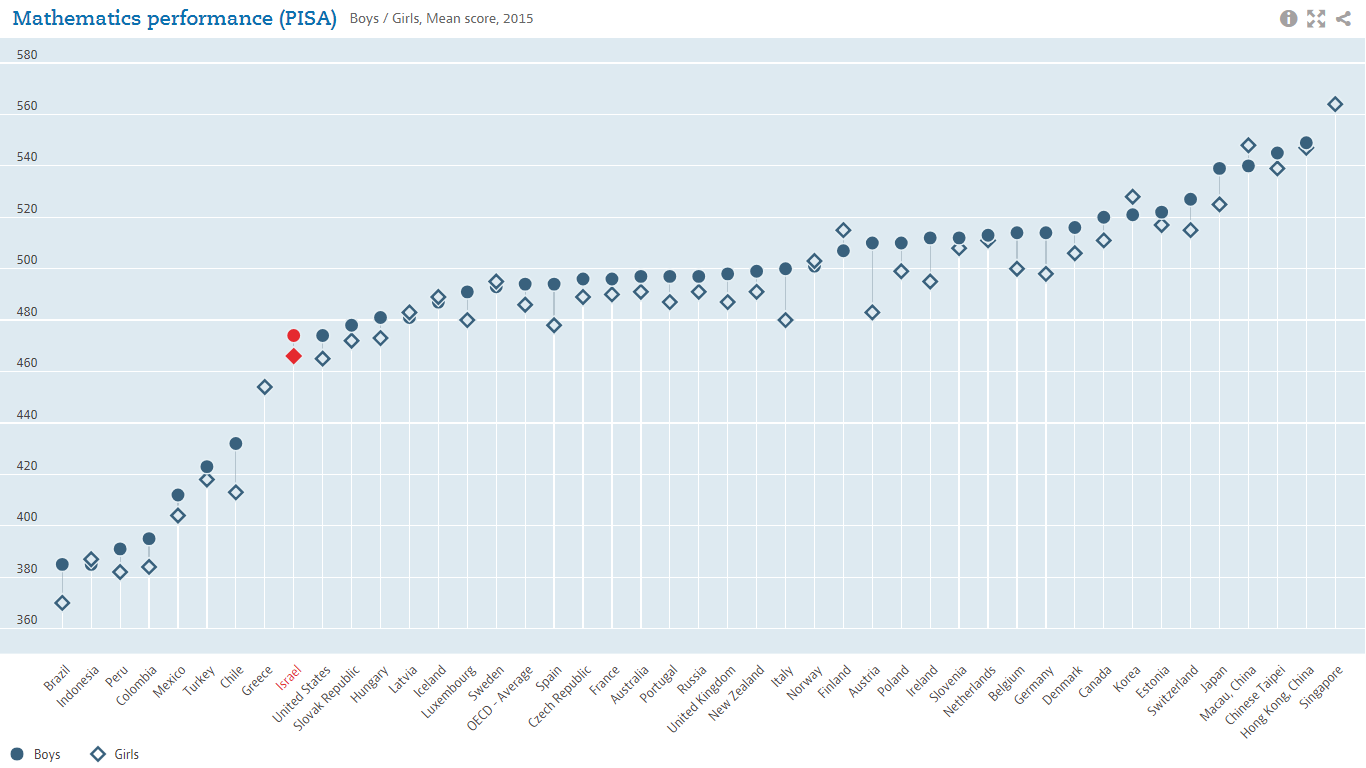 Mathematics performance (PISA) Boys / Girls, Mean score, 2015
580
560
540
520
500
480
460
440
420
400
380
360
Brazil
Indonesia
Peru
Colombia
Mexico
Turkey
Chile
Greece
Israel
United States
Slovak Republic
Hungary
Latvia
Iceland
Luxembourg
Sweden
OECD - Average
Spain
Czech Republic
France
Australia
Portugal
Russia
United Kingdom
New Zealand
Italy
Norway
Finland
Austria
Poland
Ireland
Slovenia
Netherlands
Belgium
Germany
Denmark
Canada
Korea
Estonia
Switzerland
Japan
Macau, China
Chinese Taipei
Hong Kong, China
Singapore
Boys Girls